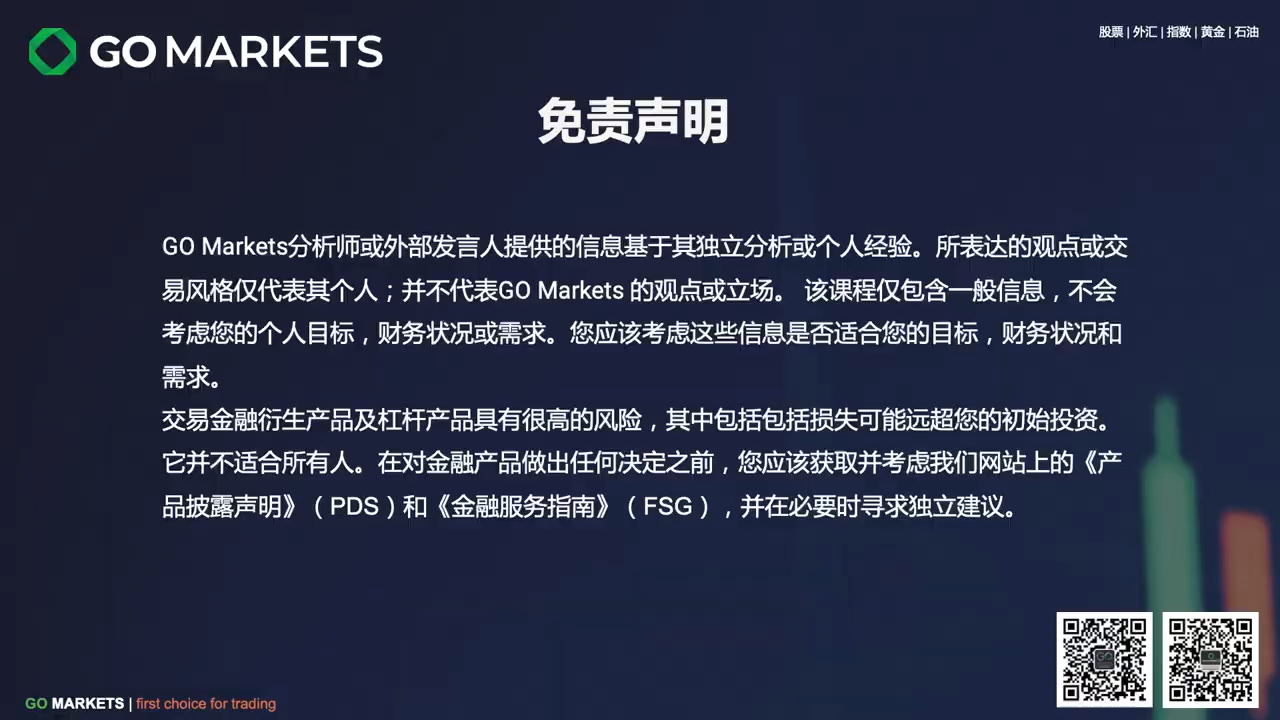 GO MARKETS
股票 | 外汇 | 指数 | 黄金 | 石油
免责声明
GO Markets分析师或外部发言人提供的信息基于其独立分析或个人经验。所表达的观点或交
易风格仅代表其个人；并不代表GO Markets 的观点或立场。 该课程仅包含一般信息，不会
考虑您的个人目标，财务状况或需求。您应该考虑这些信息是否适合您的目标，财务状况和
需求。
交易金融衍生产品及杠杆产品具有很高的风险，其中包括包括损失可能远超您的初始投资。
它并不适合所有人。在对金融产品做出任何决定之前，您应该获取并考虑我们网站上的《产
品披露声明》（PDS）和《金融服务指南》（FSG），并在必要时寻求独立建议。
GO MARKETS | first choice for trading